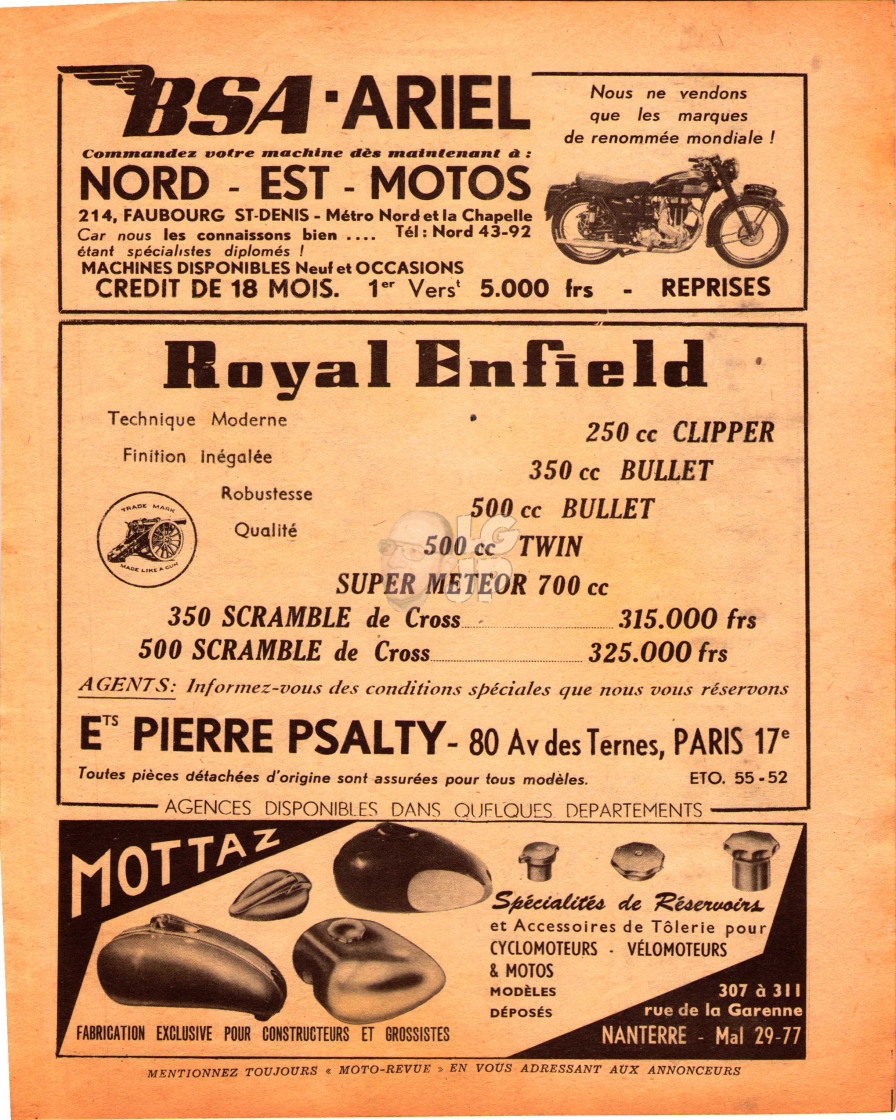 BSA · ARIEL
Nous ne vendons
que les marques
de renommée mondiale !
Commandez votre machine dès maintenant à :
NORD - EST - MOTOS
214, FAUBOURG ST-DENIS - Métro Nord et la Chapelle
Car nous les connaissons bien .... Tél : Nord 43-92
étant spécialistes diplomés !
MACHINES DISPONIBLES Neuf et OCCASIONS
CREDIT DE 18 MOIS. 1er Verst 5.000 frs - REPRISES
Royal Enfield
Technique Moderne
Finition inégalée
Robustesse
Qualité
TRADE MARK
MADE LIKE A GUN
250 cc CLIPPER
350 cc BULLET
500 cc BULLET
500 cc TWIN
SUPER METEOR 700 cc
350 SCRAMBLE de Cross 315.000 frs
500 SCRAMBLE de Cross 325.000 frs
BIG UP
AGENTS: Informez-vous des conditions spéciales que nous vous réservons
ETS PIERRE PSALTY - 80 Av des Ternes, PARIS 17e
Toutes pièces détachées d'origine sont assurées pour tous modèles. ETO. 55-52
AGENCES DISPONIBLES DANS QUELQUES DEPARTEMENTS
MOTTAZ
Spécialités de Réservoirs
et Accessoires de Tôlerie pour
CYCLOMOTEURS - VÉLOMOTEURS
& MOTOS
MODÈLES
DÉPOSÉS
307 à 311
rue de la Garenne
NANTERRE - Mal 29-77
FABRICATION EXCLUSIVE POUR CONSTRUCTEURS ET GROSSISTES
MENTIONNEZ TOUJOURS « MOTO-REVUE » EN VOUS ADRESSANT AUX ANNONCEURS